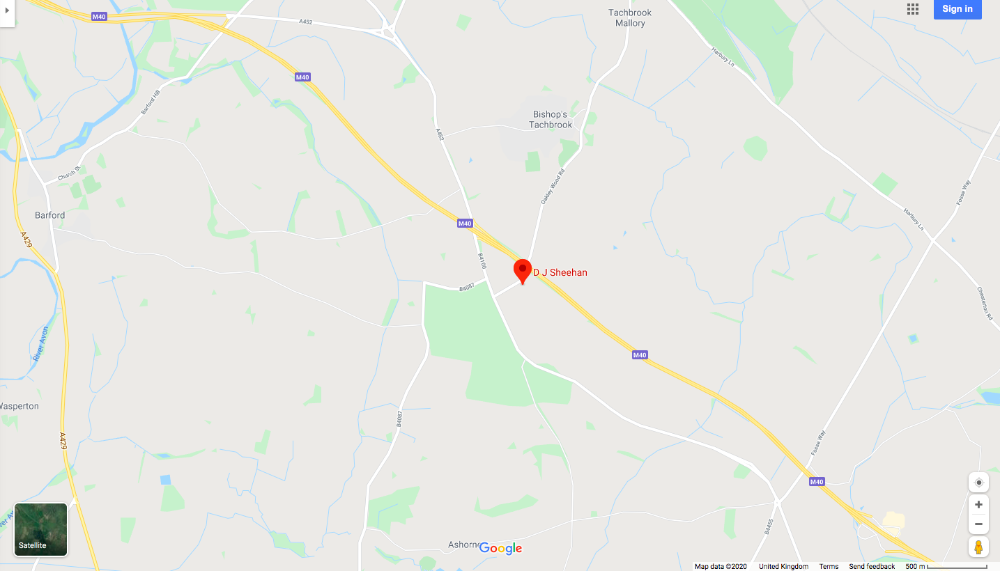 M40
A452
Tachbrook
Mallory
Sign in
Harbury Ln
M40
Barford Hill
Bishop's
Tachbrook
A452
Church St
Oakley Wood Rd
Fosse Way
Barford
Harbury Ln
M40
A429
B4100
D J Sheehan
B4087
Chesterton Rd
River Avon
M40
Wasperton
B4087
A429
Fosse Way
M40
River Av
B4455
Satellite
Ashorne
Google
Map data ©2020 United Kingdom Terms Send feedback 500 m